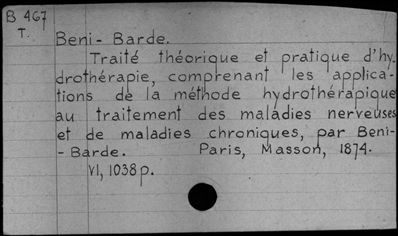 B 467
T.
Beni-Barde.
Traité théorique et pratique d'hy-
drothérapie, comprenant les applica-
tions de la méthode hydrothérapique
au traitement des maladies nerveuses
et de maladies chroniques, par Beni-
-Barde. Paris, Masson, 1874.
VI, 1038 p.